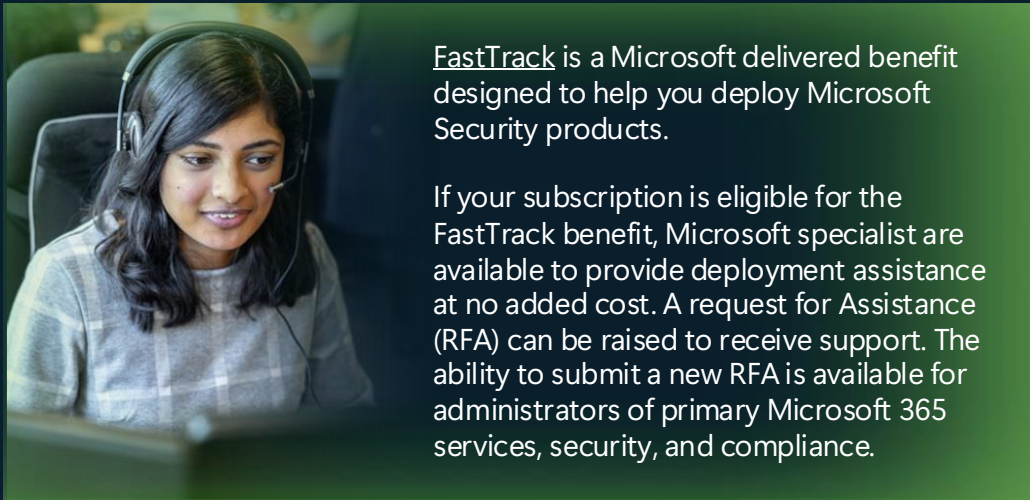 FastTrack is a Microsoft delivered benefit
designed to help you deploy Microsoft
Security products.
If your subscription is eligible for the
FastTrack benefit, Microsoft specialist are
available to provide deployment assistance
at no added cost. A request for Assistance
(RFA) can be raised to receive support. The
ability to submit a new RFA is available for
administrators of primary Microsoft 365
services, security, and compliance.